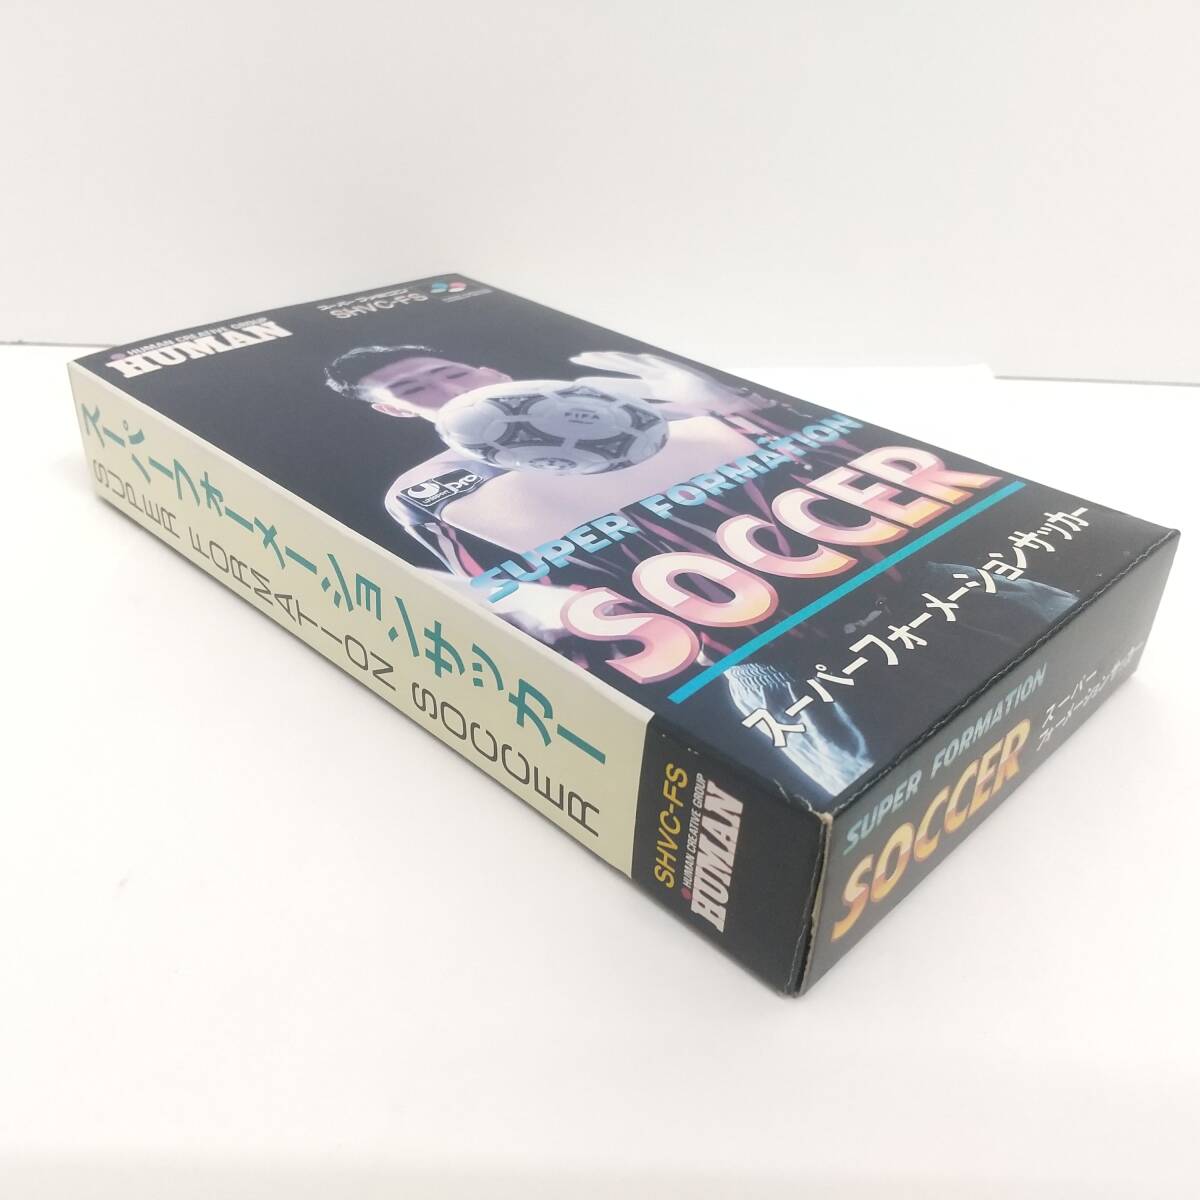 HUMAN CREATIVE GROUP
HUMAN
スーパーファミコン
SHVC-FS
FIFA
uhlsport
pro
SUPER FORMATION
SOCCER
スーパーフォーメーションサッカー
スーパーフォーメーションサッカー
SUPER FORMATION SOCCER
SHVC-FS
HUMAN CREATIVE GROUP
HUMAN
SUPER FORMATION
SOCCER
スーパー
フォーメーションサッカー